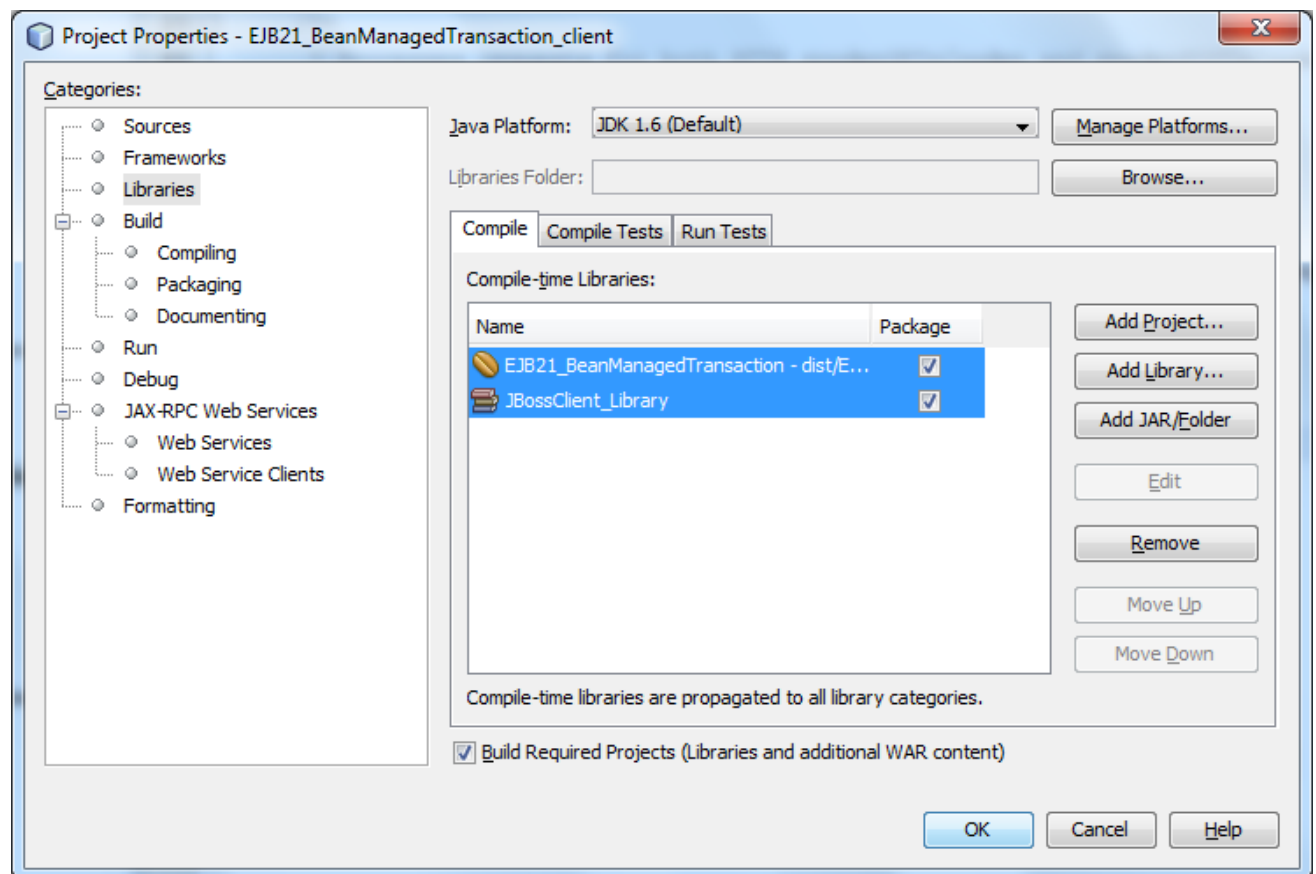 Project Properties - EJB21_BeanManagedTransaction_client
Categories:
Sources
Frameworks
Libraries
Build
Compiling
Packaging
Documenting
Run
Debug
JAX-RPC Web Services
Web Services
Web Service Clients
Formatting
Java Platform: JDK 1.6 (Default) Manage Platforms...
Libraries Folder: Browse...
Compile Compile Tests Run Tests
Compile-time Libraries:
Name Package
EJB21_BeanManagedTransaction - dist/E...
JBossClient_Library
Add Project...
Add Library...
Add JAR/Folder
Edit
Remove
Move Up
Move Down
Compile-time libraries are propagated to all library categories.
Build Required Projects (Libraries and additional WAR content)
OK Cancel Help